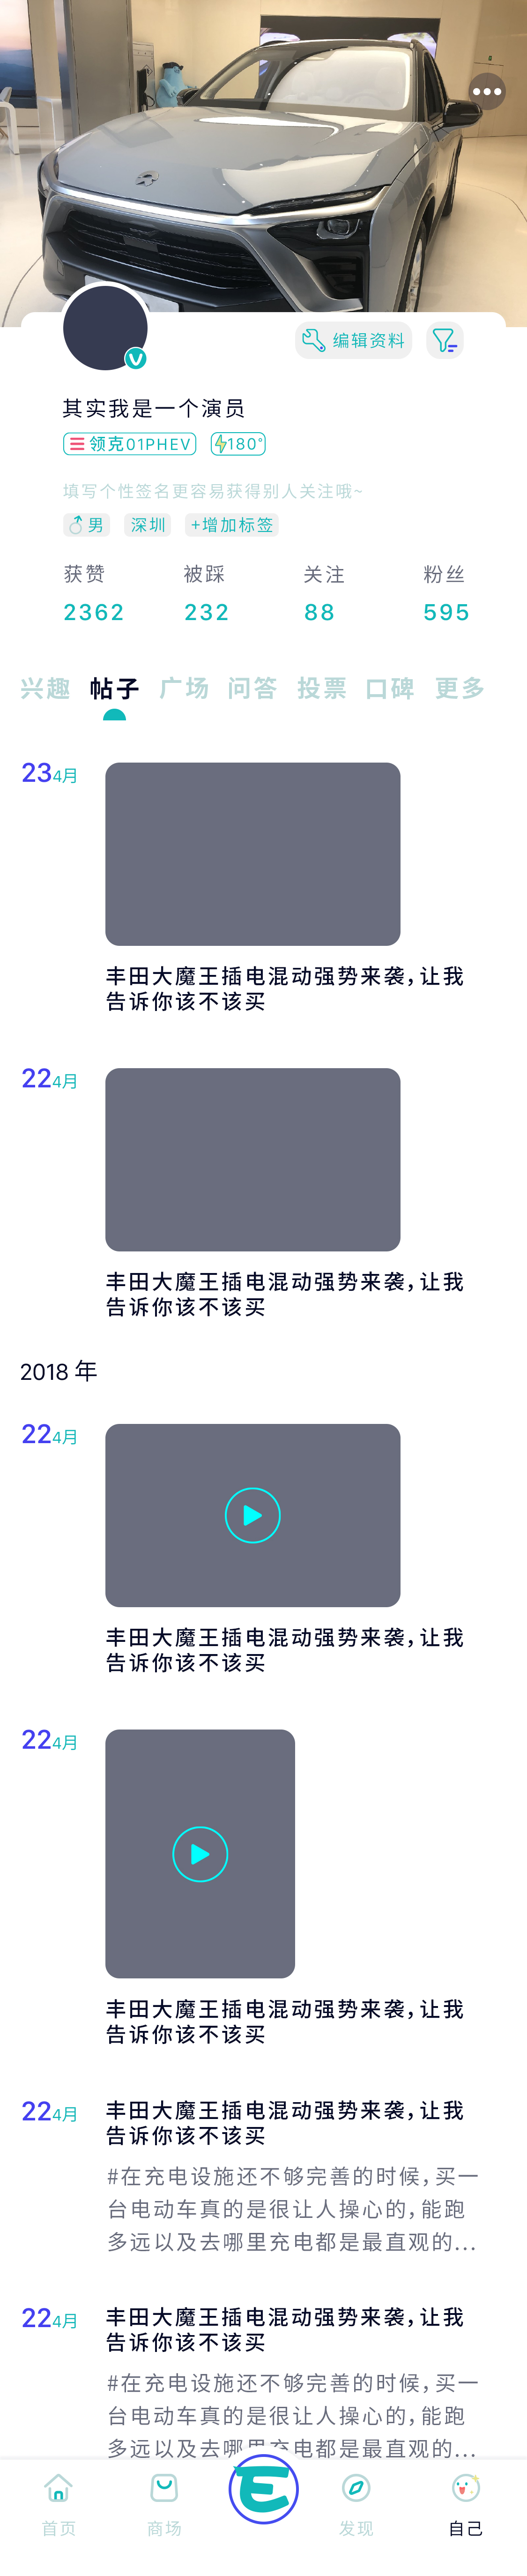 编辑资料
其实我是一个演员
领克01PHEV
180°
填写个性签名更容易获得别人关注哦~
男
深圳
+增加标签
获赞 被踩 关注 粉丝
2362 232 88 595
兴趣 帖子 广场 问答 投票 口碑 更多
23 4月
丰田大魔王插电混动强势来袭，让我
告诉你该不该买
22 4月
丰田大魔王插电混动强势来袭，让我
告诉你该不该买
2018 年
22 4月
丰田大魔王插电混动强势来袭，让我
告诉你该不该买
22 4月
丰田大魔王插电混动强势来袭，让我
告诉你该不该买
22 4月
丰田大魔王插电混动强势来袭，让我
告诉你该不该买
#在充电设施还不够完善的时候，买一
台电动车真的是很让人操心的，能跑
多远以及去哪里充电都是最直观的...
22 4月
丰田大魔王插电混动强势来袭，让我
告诉你该不该买
#在充电设施还不够完善的时候，买一
台电动车真的是很让人操心的，能跑
多远以及去哪里充电都是最直观的...
首页 商场 发现 自己